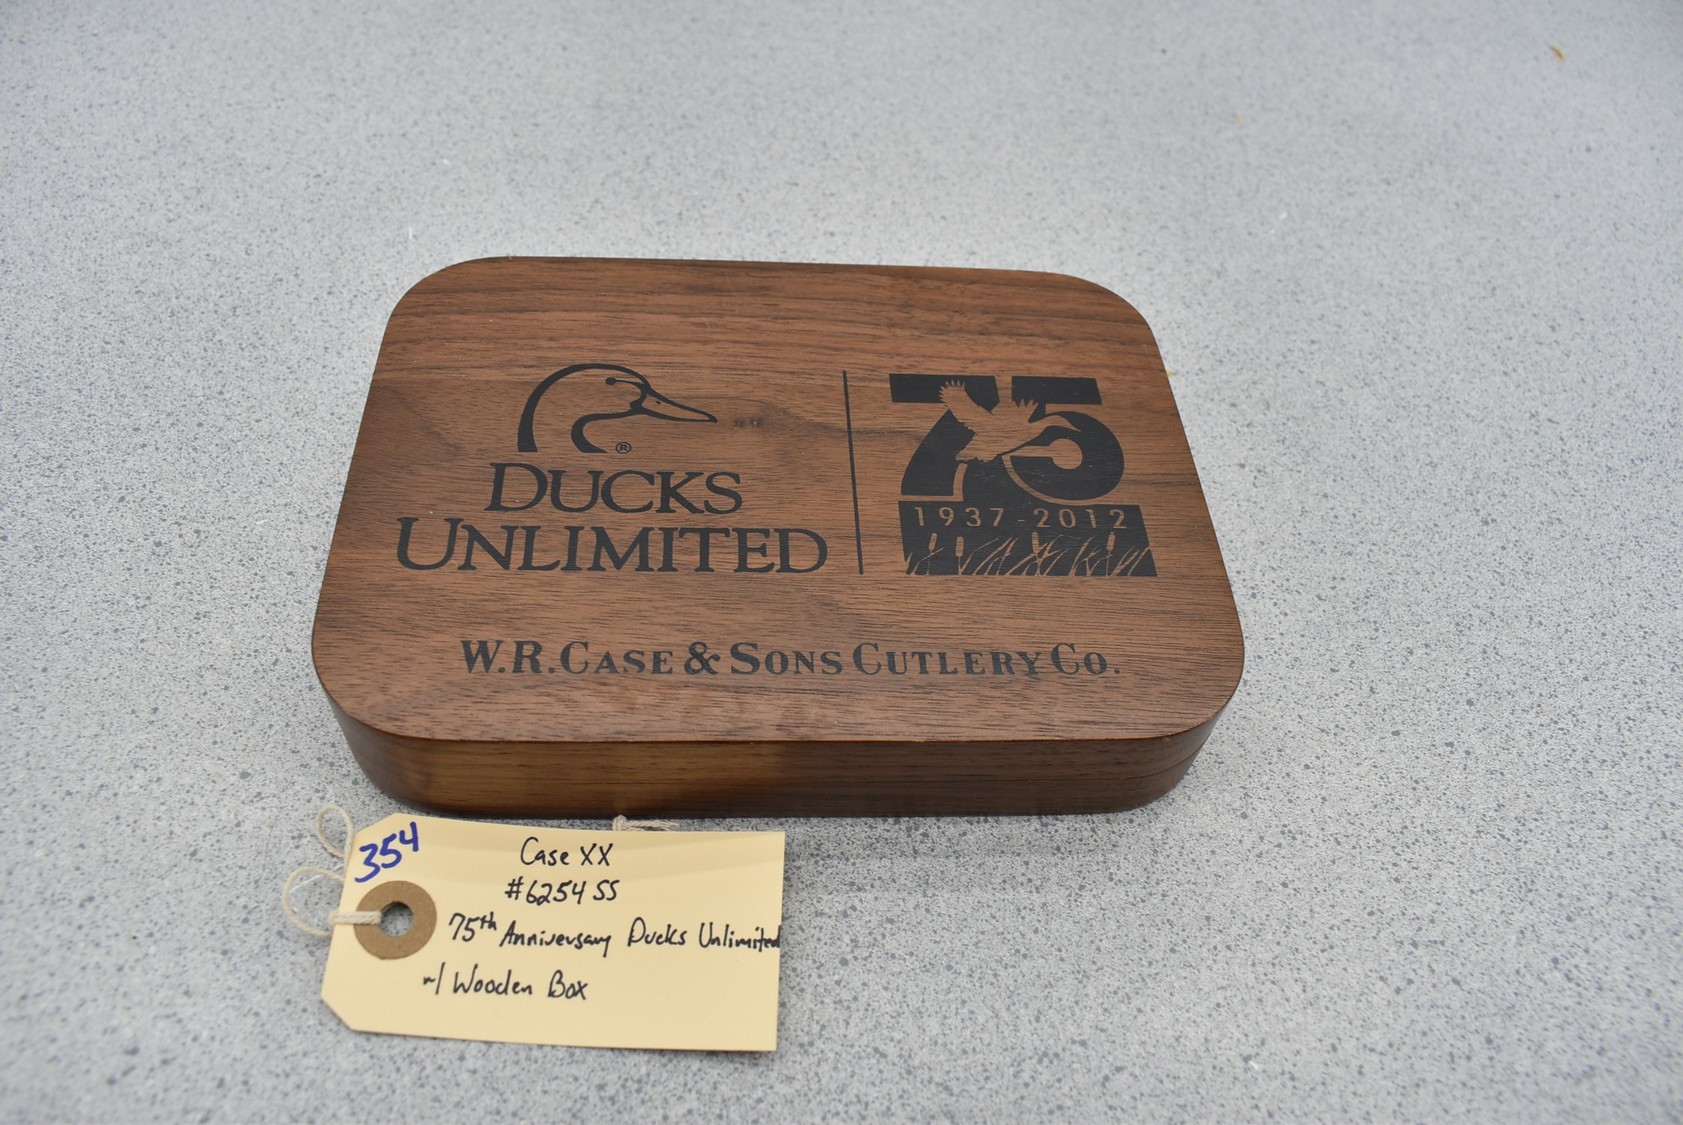 ®
DUCKS
UNLIMITED
75
1937-2012
W.R. CASE & SONS CUTLERY CO.
354
Case XX
#6254 SS
75th Anniversary Ducks Unlimited
w/ Wooden Box